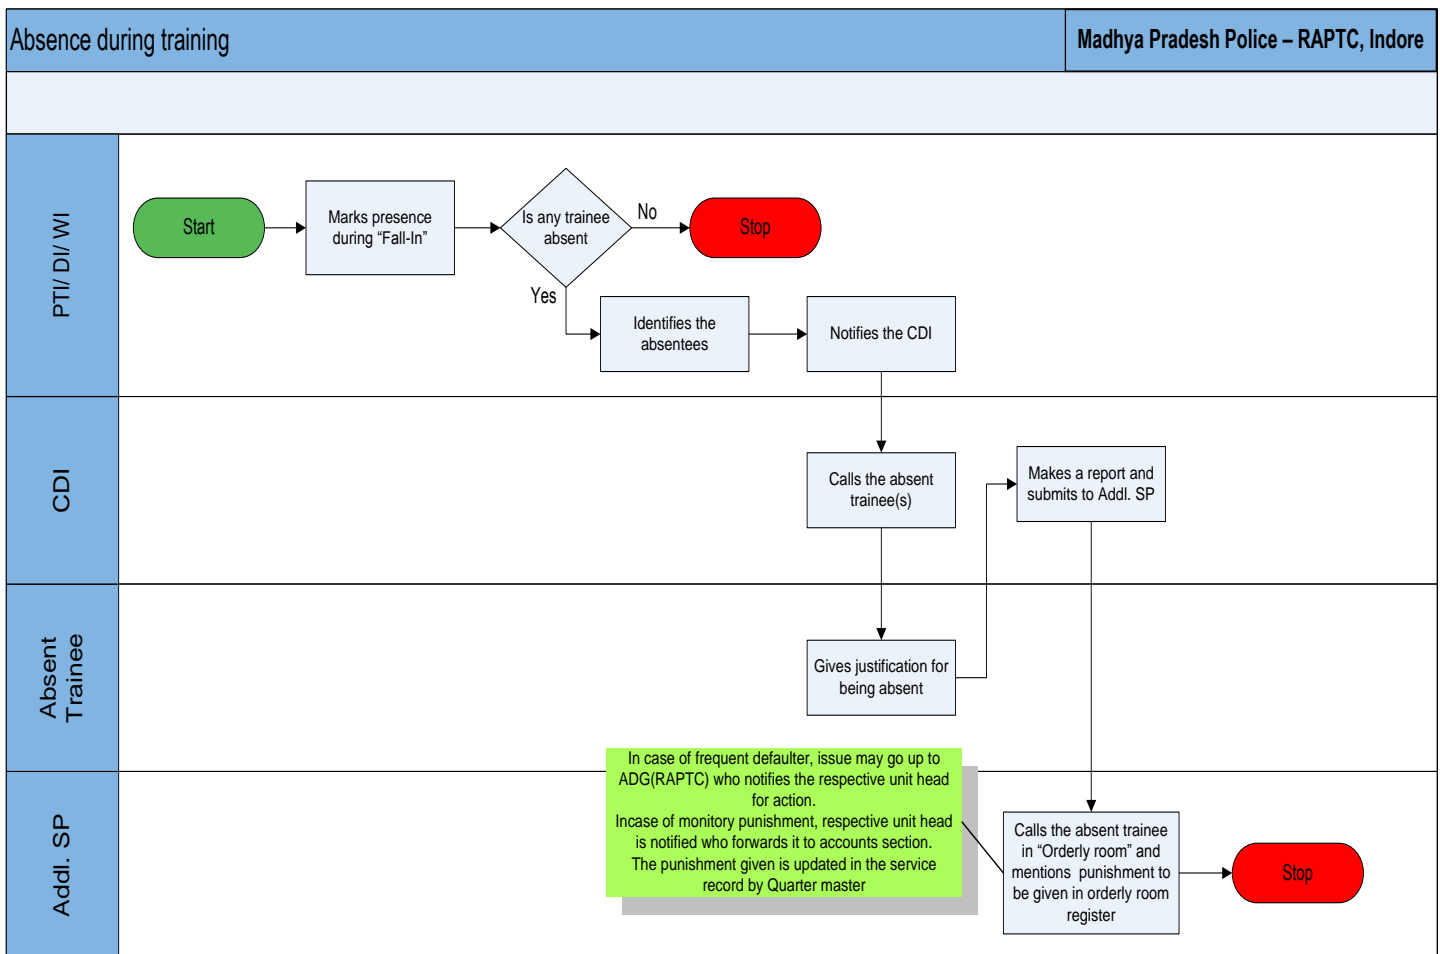 Absence during training
Madhya Pradesh Police – RAPTC, Indore
PTI/ DI/ WI
Start
Marks presence
during “Fall-In”
Is any trainee
absent
No
Stop
Yes
Identifies the
absentees
Notifies the CDI
CDI
Calls the absent
trainee(s)
Makes a report and
submits to Addl. SP
Absent
Trainee
Gives justification for
being absent
Addl. SP
In case of frequent defaulter, issue may go up to
ADG(RAPTC) who notifies the respective unit head
for action.
Incase of monitory punishment, respective unit head
is notified who forwards it to accounts section.
The punishment given is updated in the service
record by Quarter master
Calls the absent trainee
in “Orderly room” and
mentions  punishment to
be given in orderly room
register
Stop